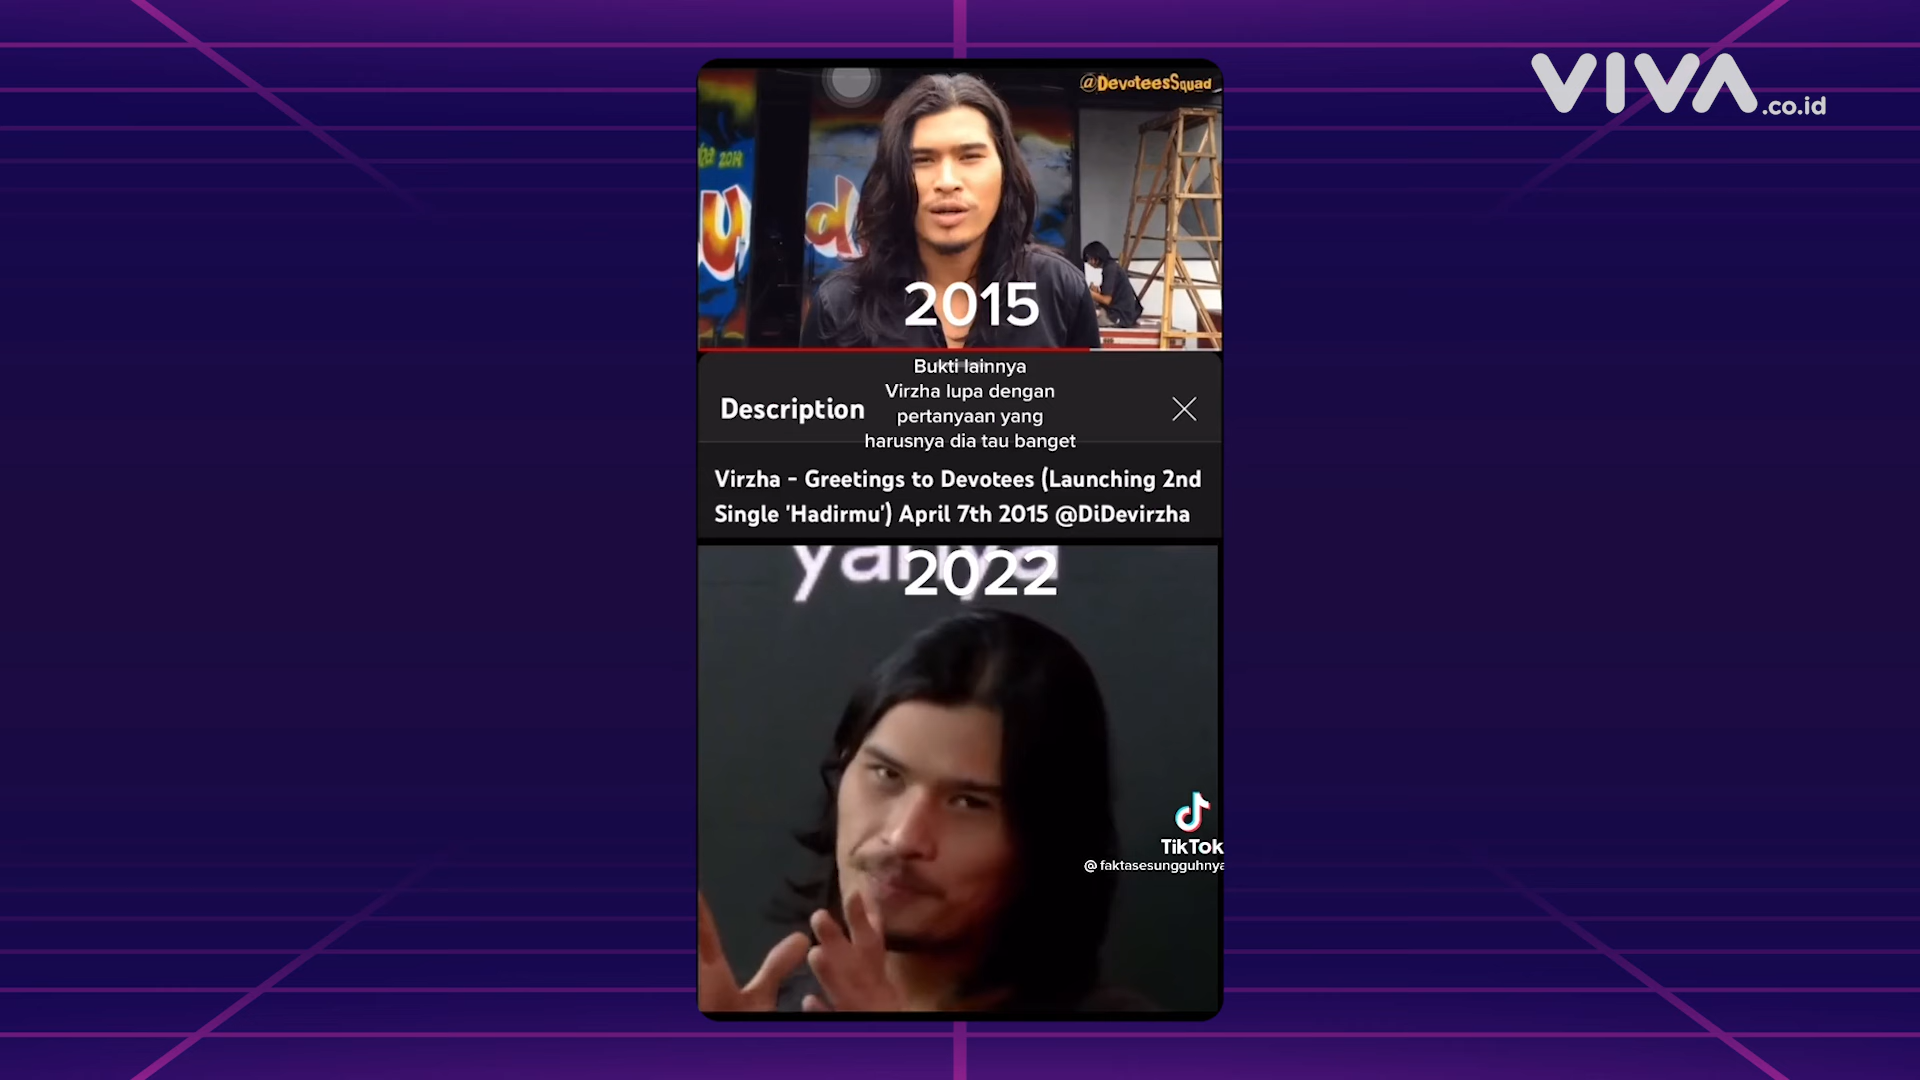 VIVA.co.id
@DevoteesSquad
2015
Bukti lainnya
Virzha lupa dengan
pertanyaan yang
harusnya dia tau banget
Description
Virzha - Greetings to Devotees (Launching 2nd
Single 'Hadirmu') April 7th 2015 @DiDevirzha
2022
TikTok
@faktasesungguhnya